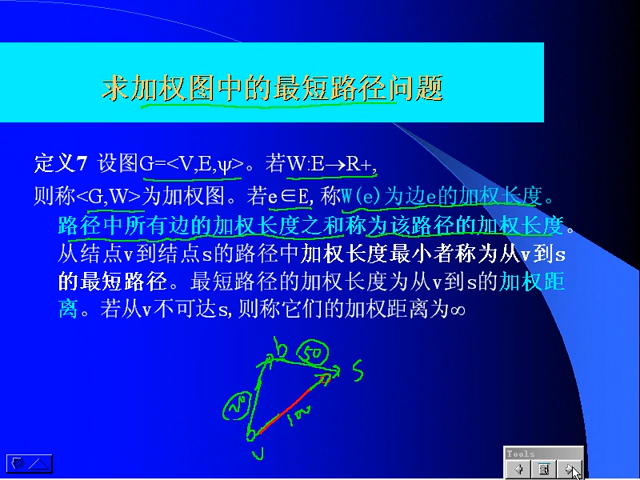 求加权图中的最短路径问题
定义7 设图G=<V,E,ψ>。若W:E→R+,
则称<G,W>为加权图。若e∈E,称W(e)为边e的加权长度。
路径中所有边的加权长度之和称为该路径的加权长度。
从结点v到结点s的路径中加权长度最小者称为从v到s
的最短路径。最短路径的加权长度为从v到s的加权距
离。若从v不可达s,则称它们的加权距离为∞
b 50
S
20
100
v
Tools